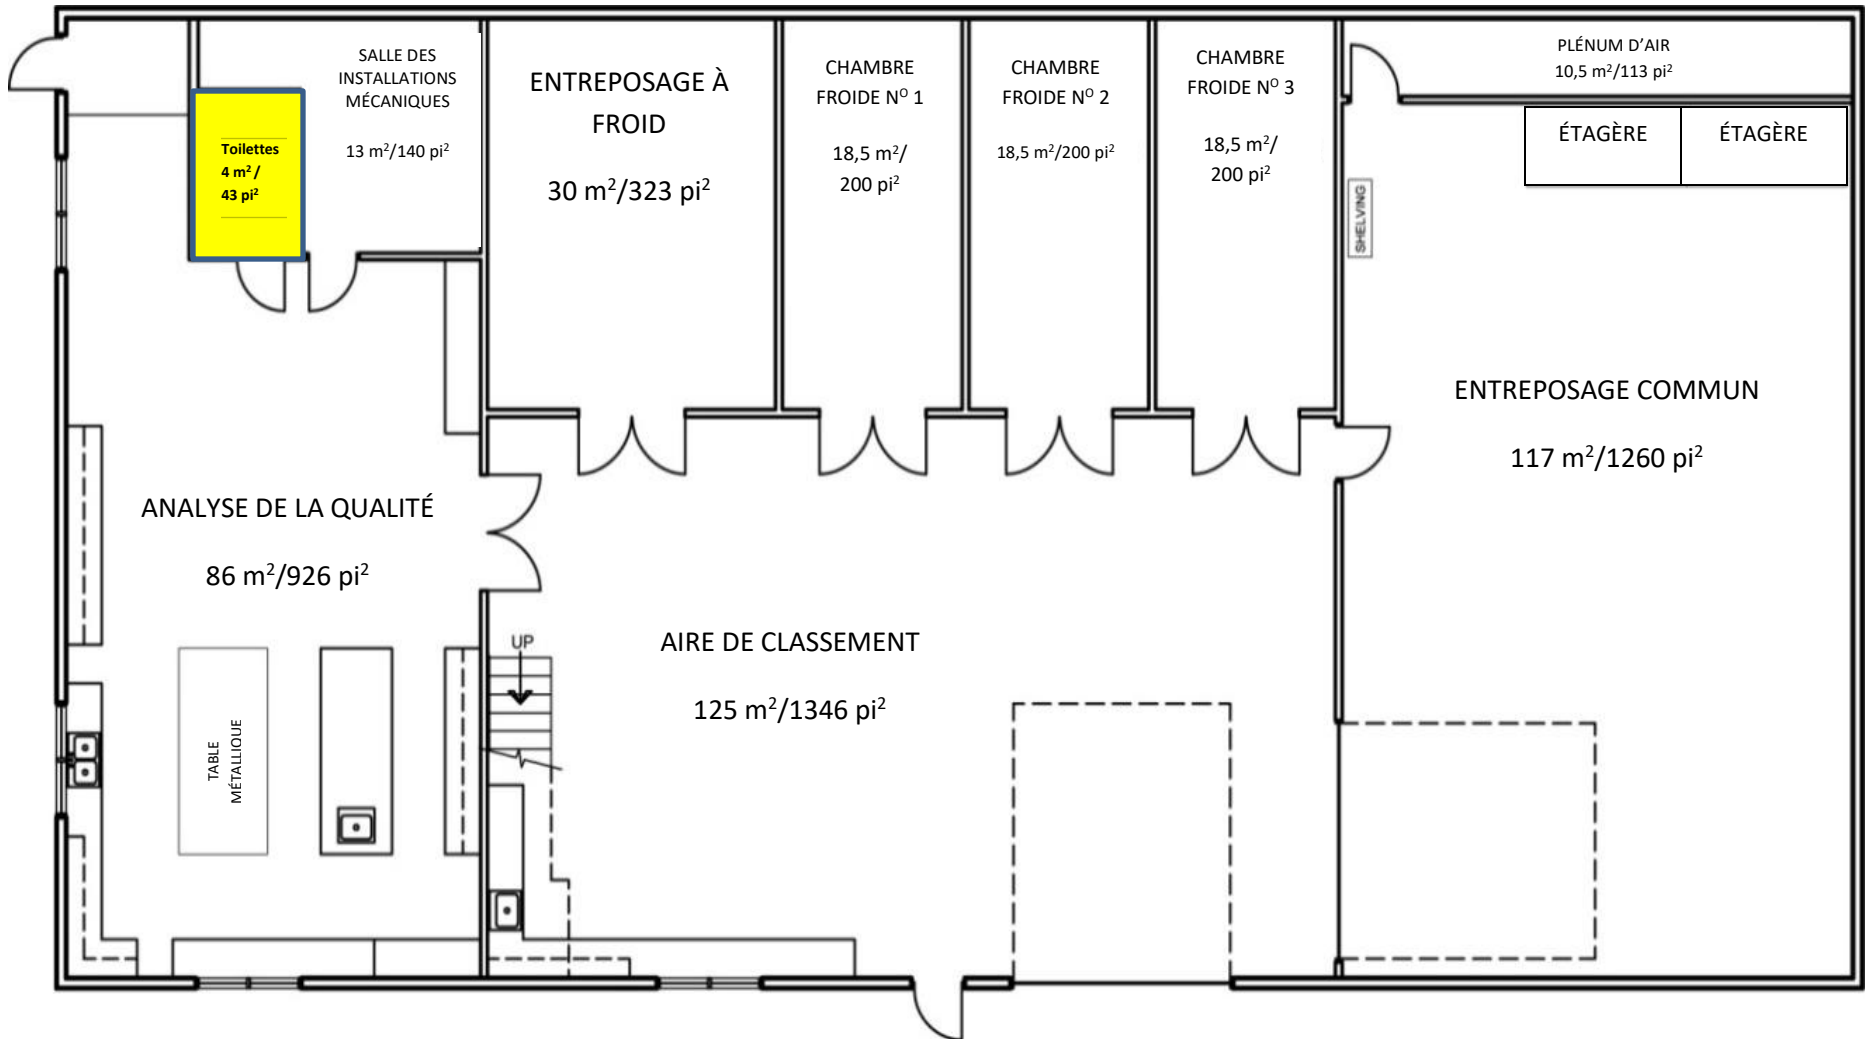 SALLE DES
INSTALLATIONS
MÉCANIQUES
13 m²/140 pi²
Toilettes
4 m² /
43 pi²
ENTREPOSAGE À
FROID
30 m²/323 pi²
CHAMBRE
FROIDE Nᴼ 1
18,5 m²/
200 pi²
CHAMBRE
FROIDE Nᴼ 2
18,5 m²/200 pi²
CHAMBRE
FROIDE Nᴼ 3
18,5 m²/
200 pi²
PLÉNUM D’AIR
10,5 m²/113 pi²
ÉTAGÈRE
ÉTAGÈRE
SHELVING
ENTREPOSAGE COMMUN
117 m²/1260 pi²
ANALYSE DE LA QUALITÉ
86 m²/926 pi²
UP
AIRE DE CLASSEMENT
125 m²/1346 pi²
TABLE
MÉTALLIQUE